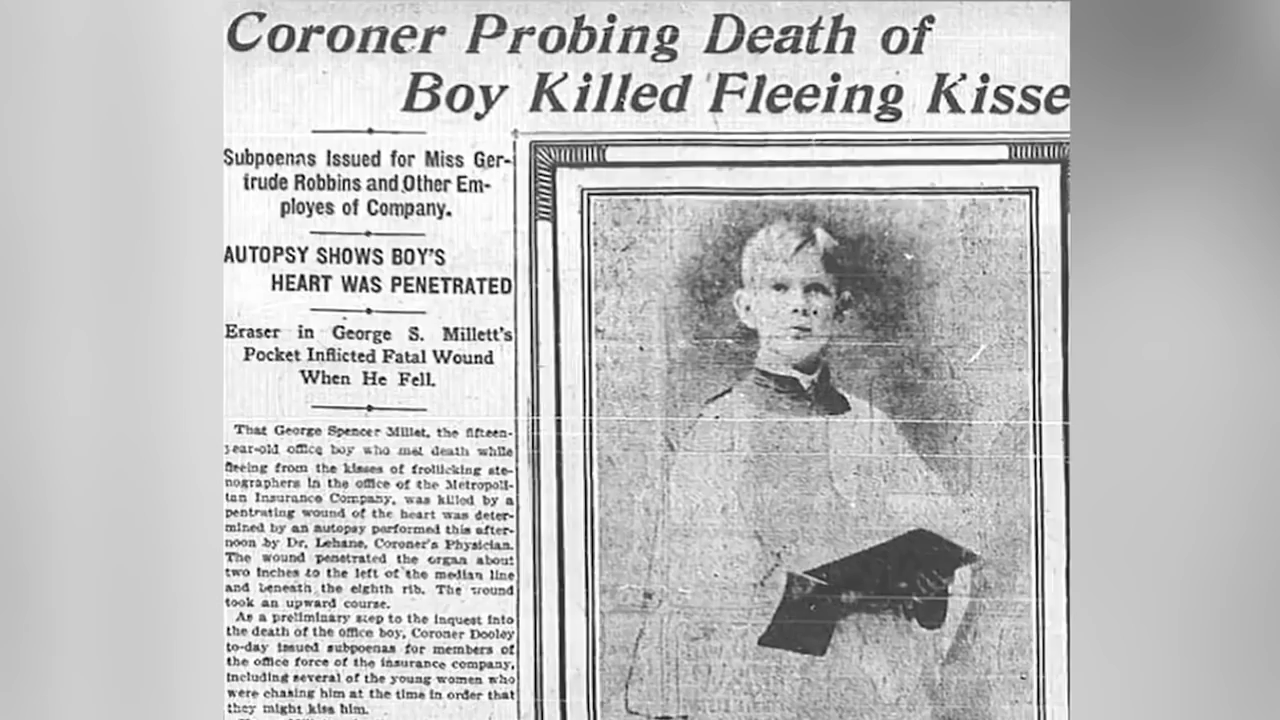 Coroner Probing Death of
Boy Killed Fleeing Kisse
Subpoenas Issued for Miss Ger-
trude Robbins and Other Em-
ployes of Company.
AUTOPSY SHOWS BOY'S
HEART WAS PENETRATED
Eraser in George S. Millett's
Pocket Inflicted Fatal Wound
When He Fell.
That George Spencer Millet, the fifteen-
year-old office boy who met death while
fleeing from the kisses of frollicking ste-
nographers in the office of the Metropoli-
tan Insurance Company, was killed by a
pentrating wound of the heart was deter-
mined by an autopsy performed this after-
noon by Dr. Lehane, Coroner's Physician.
The wound penetrated the organ about
two inches to the left of the median line
and beneath the eighth rib. The wound
took an upward course.
As a preliminary step to the inquest into
the death of the office boy, Coroner Dooley
to-day issued subpoenas for members of
the office force of the insurance company,
including several of the young women who
were chasing him at the time in order that
they might kiss him.